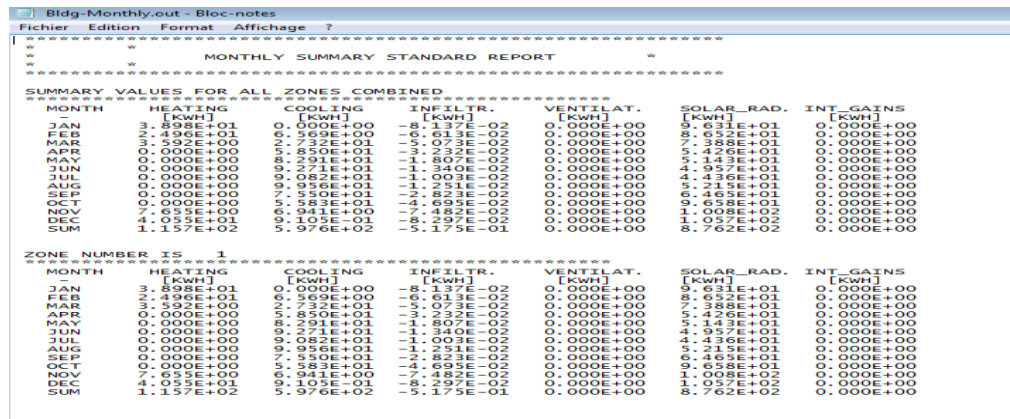 Bldg-Monthly.out - Bloc-notes
Fichier Edition Format Affichage ?
* * * * * * * * * * * * * * * * * * * * * * * * * * * * * * * * * * * * * * * * * * * * * * * * * *
* *
* MONTHLY SUMMARY STANDARD REPORT *
* *
* * * * * * * * * * * * * * * * * * * * * * * * * * * * * * * * * * * * * * * * * * * * * * * * * *
SUMMARY VALUES FOR ALL ZONES COMBINED
* * * * * * * * * * * * * * * * * * * * * * * * * * * * * * * * * * * * * * * * * *
MONTH HEATING COOLING INFILTR. VENTILAT. SOLAR_RAD. INT_GAINS
- [KWH] [KWH] [KWH] [KWH] [KWH] [KWH]
JAN 3.898E+01 0.000E+00 -8.137E-02 0.000E+00 9.631E+01 0.000E+00
FEB 2.496E+01 6.569E+00 -6.613E-02 0.000E+00 8.652E+01 0.000E+00
MAR 3.592E+00 2.732E+01 -5.073E-02 0.000E+00 7.388E+01 0.000E+00
APR 0.000E+00 5.850E+01 -3.232E-02 0.000E+00 5.426E+01 0.000E+00
MAY 0.000E+00 8.291E+01 -1.807E-02 0.000E+00 5.143E+01 0.000E+00
JUN 0.000E+00 9.271E+01 -1.340E-02 0.000E+00 4.957E+01 0.000E+00
JUL 0.000E+00 9.082E+01 -1.003E-02 0.000E+00 4.436E+01 0.000E+00
AUG 0.000E+00 9.956E+01 -1.251E-02 0.000E+00 5.215E+01 0.000E+00
SEP 0.000E+00 7.550E+01 -2.823E-02 0.000E+00 6.465E+01 0.000E+00
OCT 0.000E+00 5.583E+01 -4.695E-02 0.000E+00 9.658E+01 0.000E+00
NOV 7.655E+00 6.941E+00 -7.482E-02 0.000E+00 1.008E+02 0.000E+00
DEC 4.055E+01 9.105E-01 -8.297E-02 0.000E+00 1.057E+02 0.000E+00
SUM 1.157E+02 5.976E+02 -5.175E-01 0.000E+00 8.762E+02 0.000E+00
ZONE NUMBER IS 1
* * * * * * * * * * * * * * * * * * * * * * * * * * * * * * * * * * * * * * * * * *
MONTH HEATING COOLING INFILTR. VENTILAT. SOLAR_RAD. INT_GAINS
- [KWH] [KWH] [KWH] [KWH] [KWH] [KWH]
JAN 3.898E+01 0.000E+00 -8.137E-02 0.000E+00 9.631E+01 0.000E+00
FEB 2.496E+01 6.569E+00 -6.613E-02 0.000E+00 8.652E+01 0.000E+00
MAR 3.592E+00 2.732E+01 -5.073E-02 0.000E+00 7.388E+01 0.000E+00
APR 0.000E+00 5.850E+01 -3.232E-02 0.000E+00 5.426E+01 0.000E+00
MAY 0.000E+00 8.291E+01 -1.807E-02 0.000E+00 5.143E+01 0.000E+00
JUN 0.000E+00 9.271E+01 -1.340E-02 0.000E+00 4.957E+01 0.000E+00
JUL 0.000E+00 9.082E+01 -1.003E-02 0.000E+00 4.436E+01 0.000E+00
AUG 0.000E+00 9.956E+01 -1.251E-02 0.000E+00 5.215E+01 0.000E+00
SEP 0.000E+00 7.550E+01 -2.823E-02 0.000E+00 6.465E+01 0.000E+00
OCT 0.000E+00 5.583E+01 -4.695E-02 0.000E+00 9.658E+01 0.000E+00
NOV 7.655E+00 6.941E+00 -7.482E-02 0.000E+00 1.008E+02 0.000E+00
DEC 4.055E+01 9.105E-01 -8.297E-02 0.000E+00 1.057E+02 0.000E+00
SUM 1.157E+02 5.976E+02 -5.175E-01 0.000E+00 8.762E+02 0.000E+00